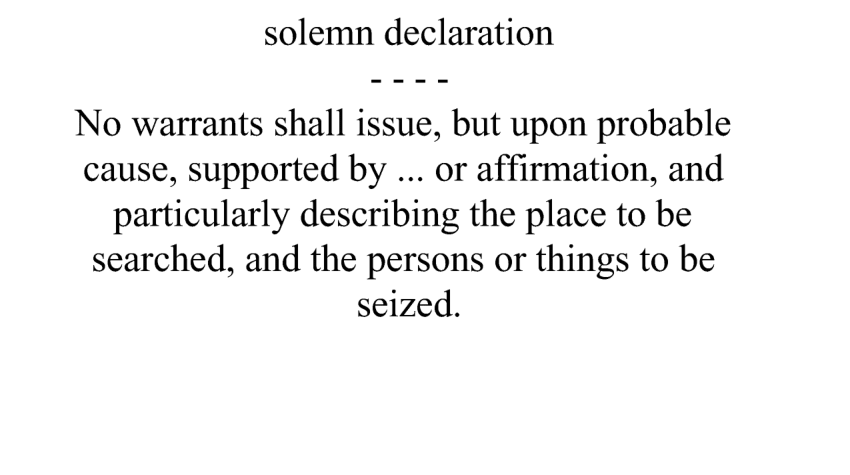 solemn declaration
- - - -
No warrants shall issue, but upon probable
cause, supported by ... or affirmation, and
particularly describing the place to be
searched, and the persons or things to be
seized.